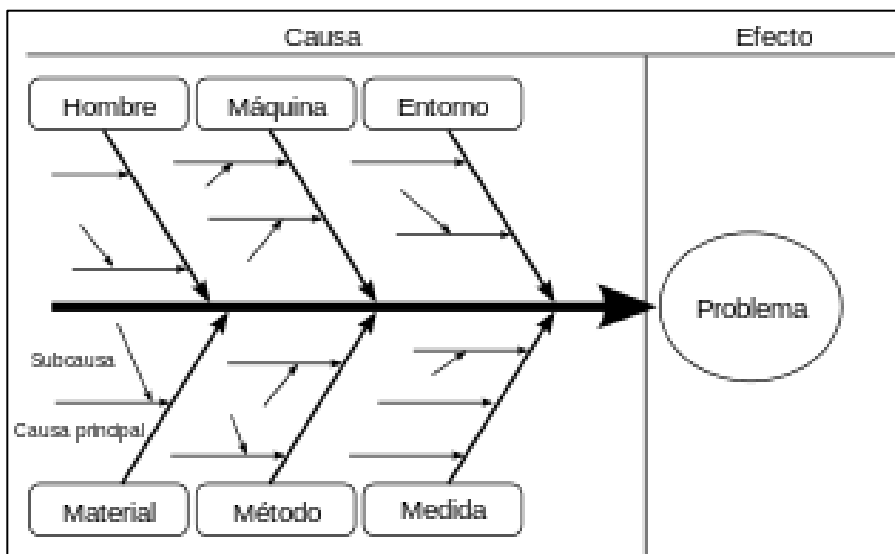 Causa
Efecto
Hombre
Máquina
Entorno
Problema
Subcausa
Causa principal
Material
Método
Medida